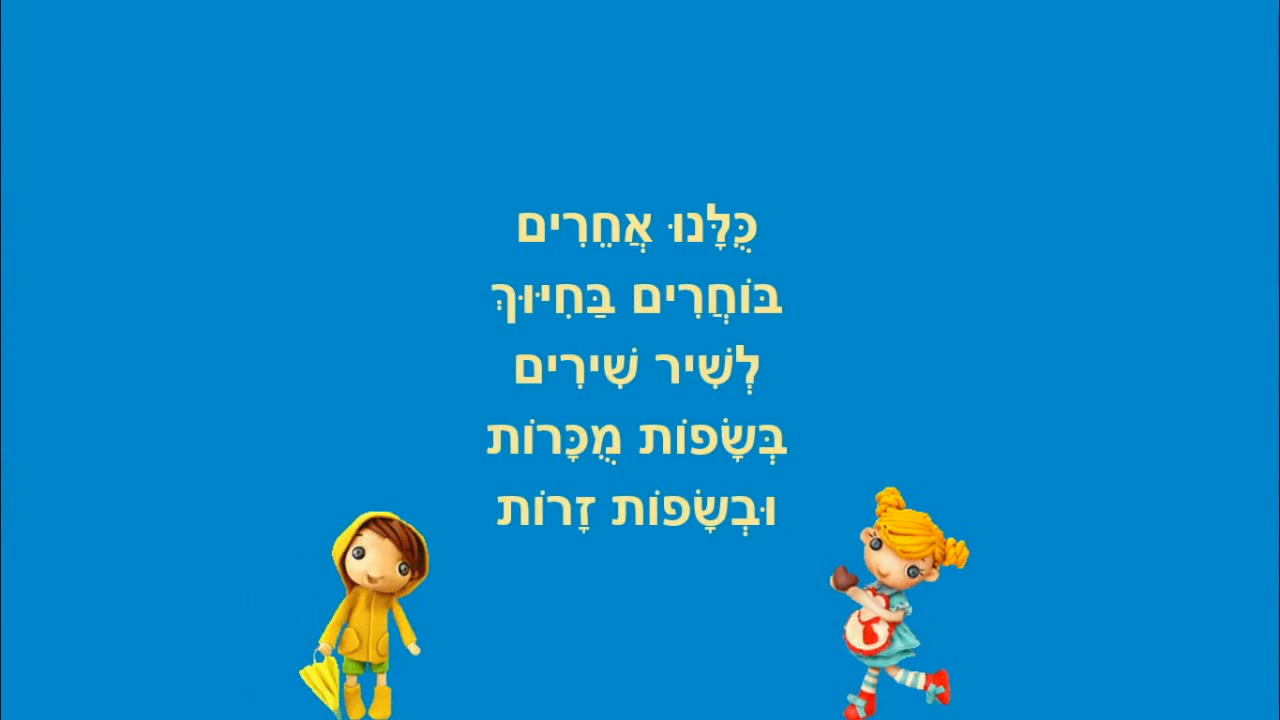 כֻּלָּנוּ אֲחֵרִים
בּוֹחֲרִים בַּחִיּוּךְ
לְשִׁיר שִׁירִים
בְּשָׂפוֹת מֻכָּרוֹת
וּבְשָׂפוֹת זָרוֹת